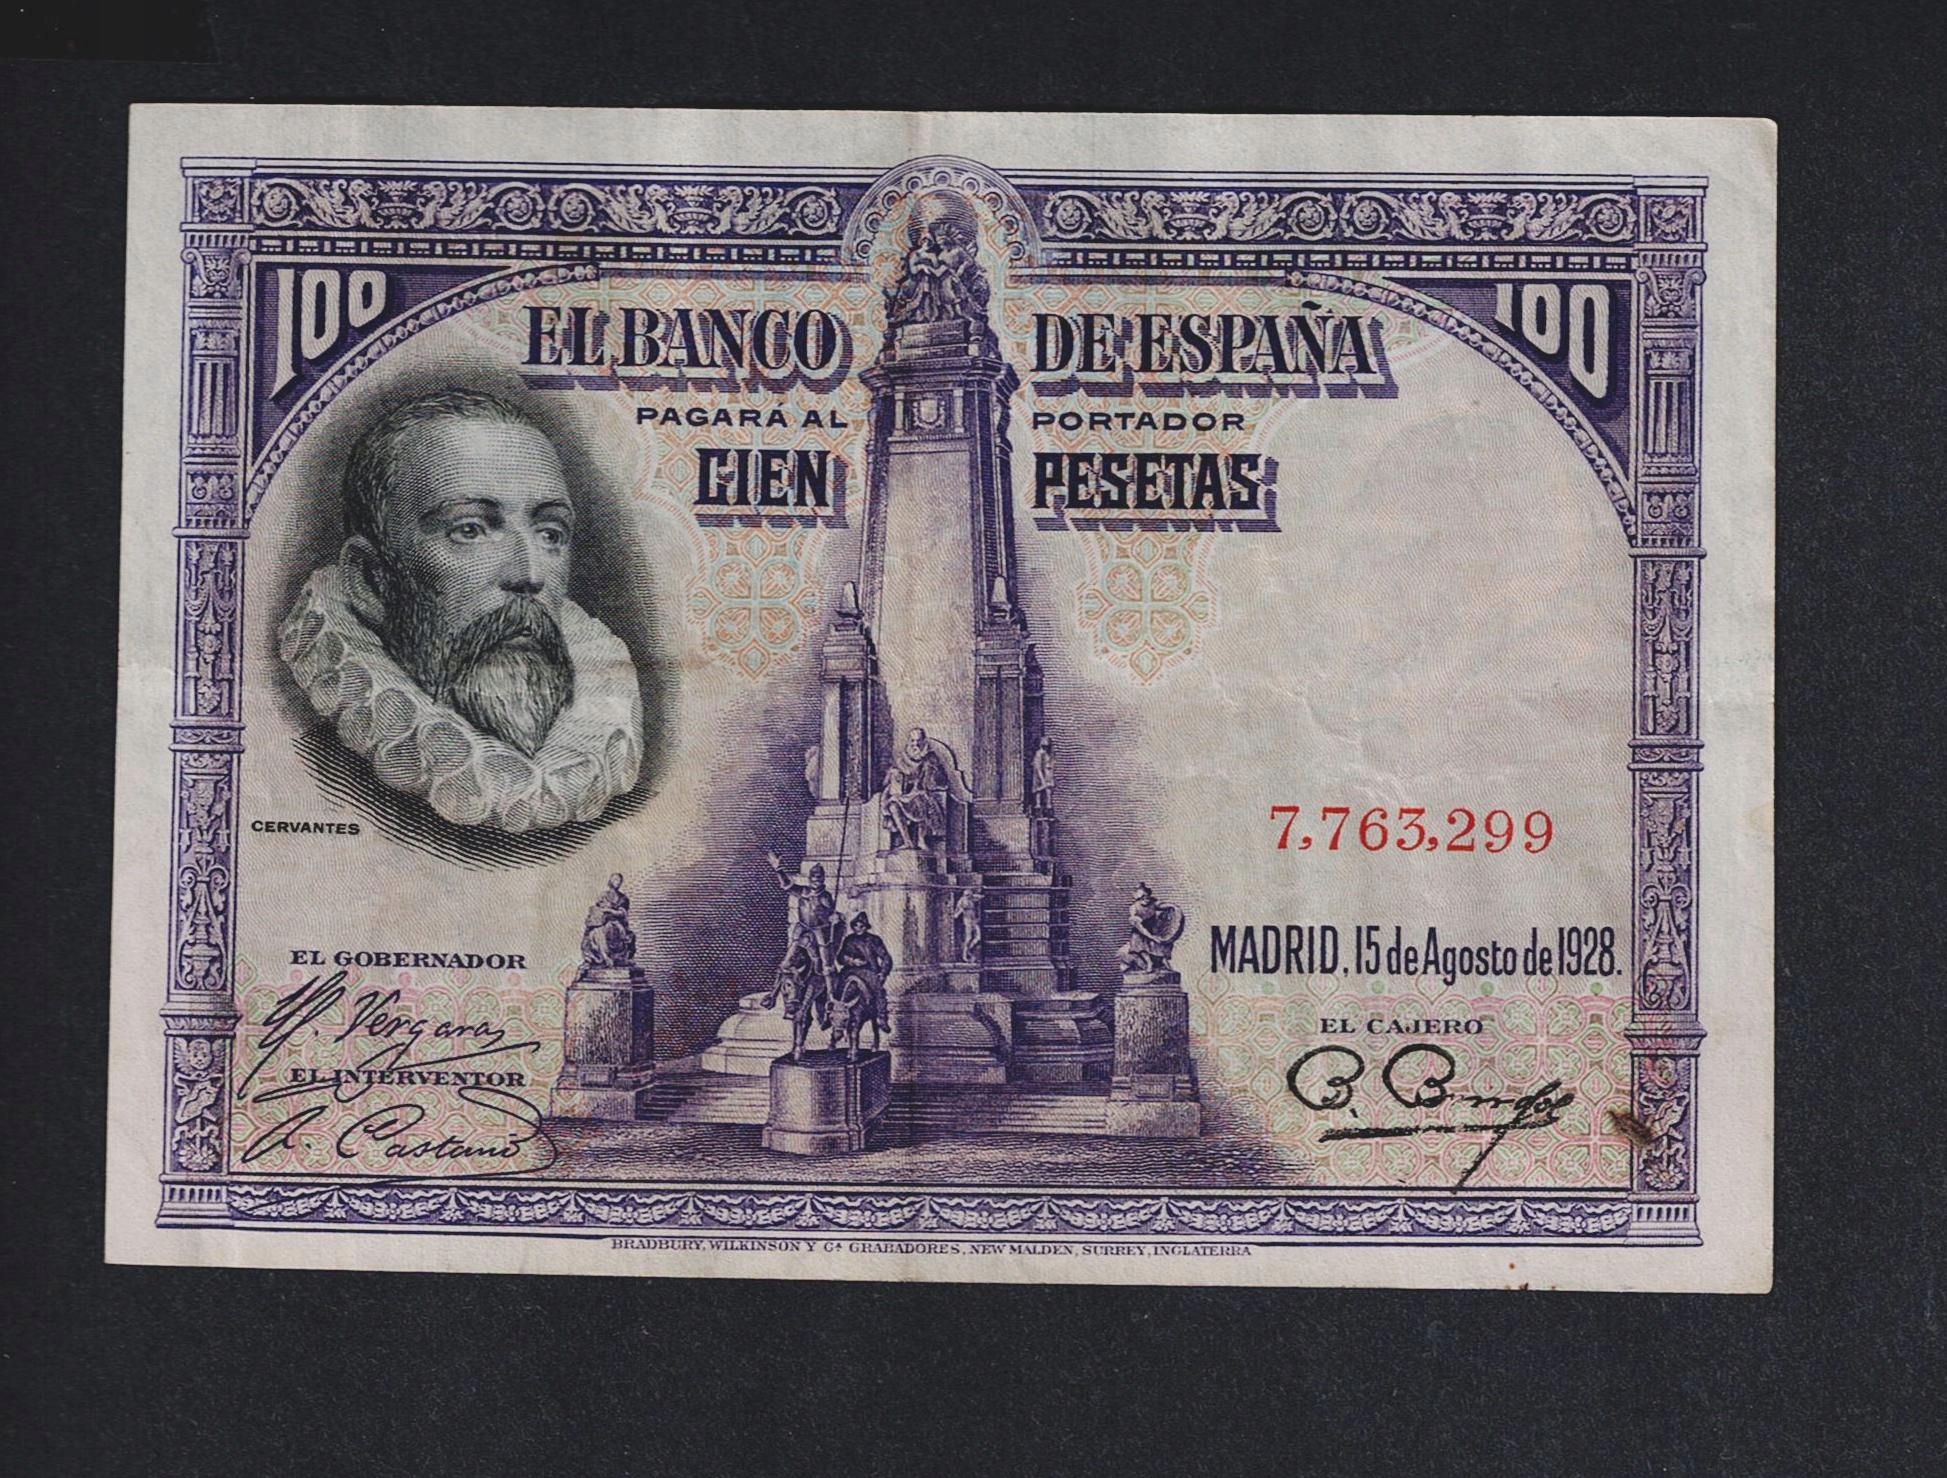 100
100
EL BANCO DE ESPAÑA
PAGARÁ AL PORTADOR
CIEN PESETAS
CERVANTES
7,763,299
MADRID, 15 de Agosto de 1928.
EL GOBERNADOR
Vergara
EL INTERVENTOR
EL CAJERO
BRADBURY, WILKINSON Y Cª GRABADORES, NEW MALDEN, SURREY, INGLATERRA